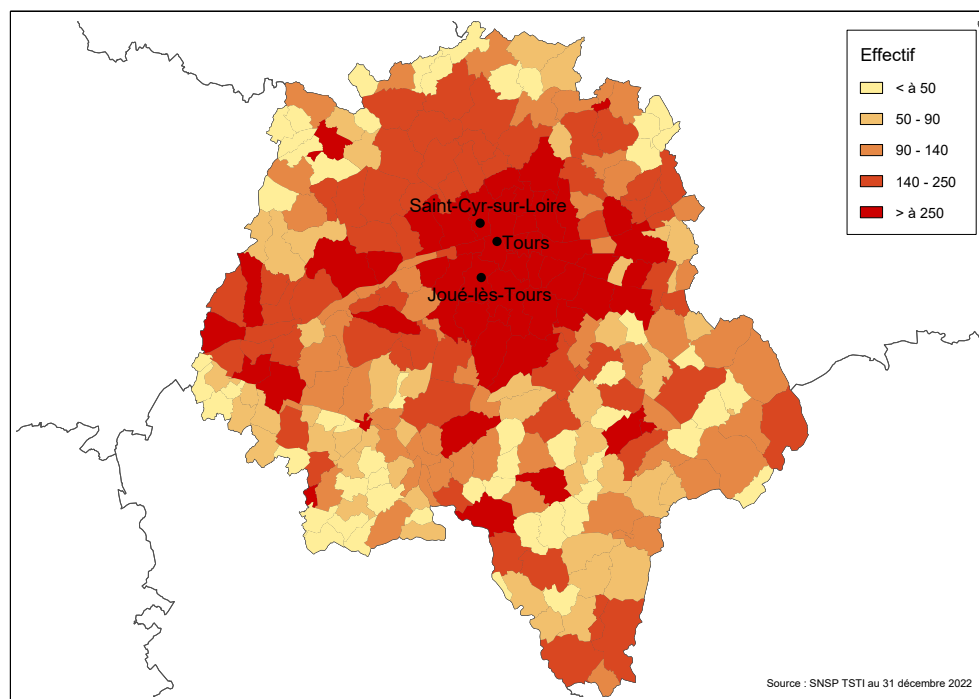 Effectif
< à 50
50 - 90
90 - 140
140 - 250
> à 250
Saint-Cyr-sur-Loire
Tours
Joué-lès-Tours
Source : SNSP TSTI au 31 décembre 2022